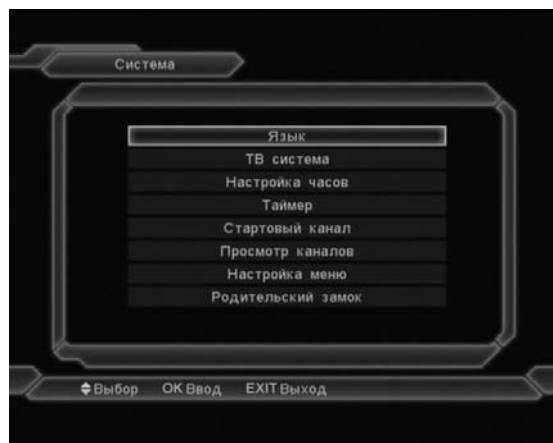 Система
Язык
ТВ система
Настройка часов
Таймер
Стартовый канал
Просмотр каналов
Настройка меню
Родительский замок
Выбор OK Ввод EXIT Выход